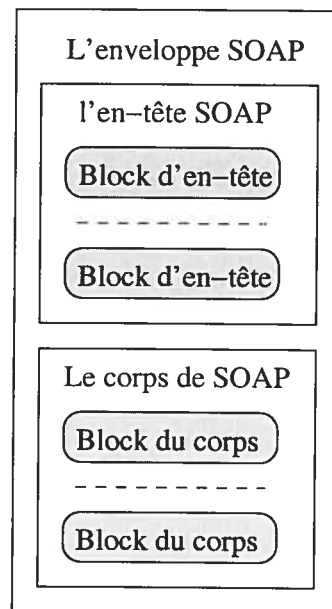 L'enveloppe SOAP
l'en–tête SOAP
Block d'en–tête
Block d'en–tête
Le corps de SOAP
Block du corps
Block du corps